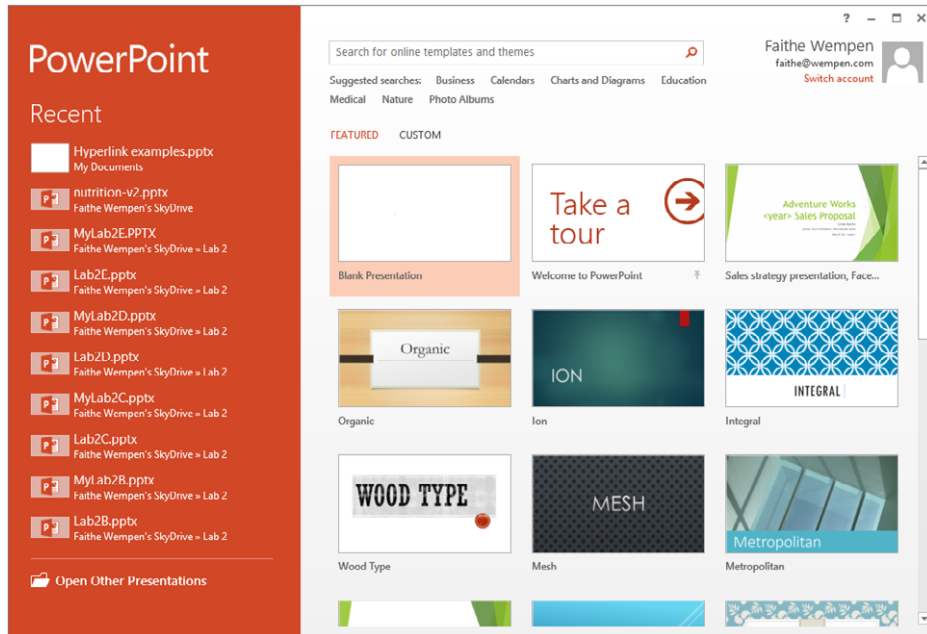 ?
PowerPoint
Recent
Hyperlink examples.pptx
My Documents
nutrition-v2.pptx
Faithe Wempen's SkyDrive
MyLab2E.PPTX
Faithe Wempen's SkyDrive » Lab 2
Lab2E.pptx
Faithe Wempen's SkyDrive » Lab 2
MyLab2D.pptx
Faithe Wempen's SkyDrive » Lab 2
Lab2D.pptx
Faithe Wempen's SkyDrive » Lab 2
MyLab2C.pptx
Faithe Wempen's SkyDrive » Lab 2
Lab2C.pptx
Faithe Wempen's SkyDrive » Lab 2
MyLab2B.pptx
Faithe Wempen's SkyDrive » Lab 2
Lab2B.pptx
Faithe Wempen's SkyDrive » Lab 2
Open Other Presentations
Search for online templates and themes
Faithe Wempen
faithe@wempen.com
Switch account
Suggested searches: Business Calendars Charts and Diagrams Education
Medical Nature Photo Albums
FEATURED CUSTOM
Take a
tour
Adventure Works
<year> Sales Proposal
Blank Presentation Welcome to PowerPoint Sales strategy presentation, Face...
Organic
ION
INTEGRAL
Organic Ion Integral
WOOD TYPE
MESH
Metropolitan
Wood Type Mesh Metropolitan